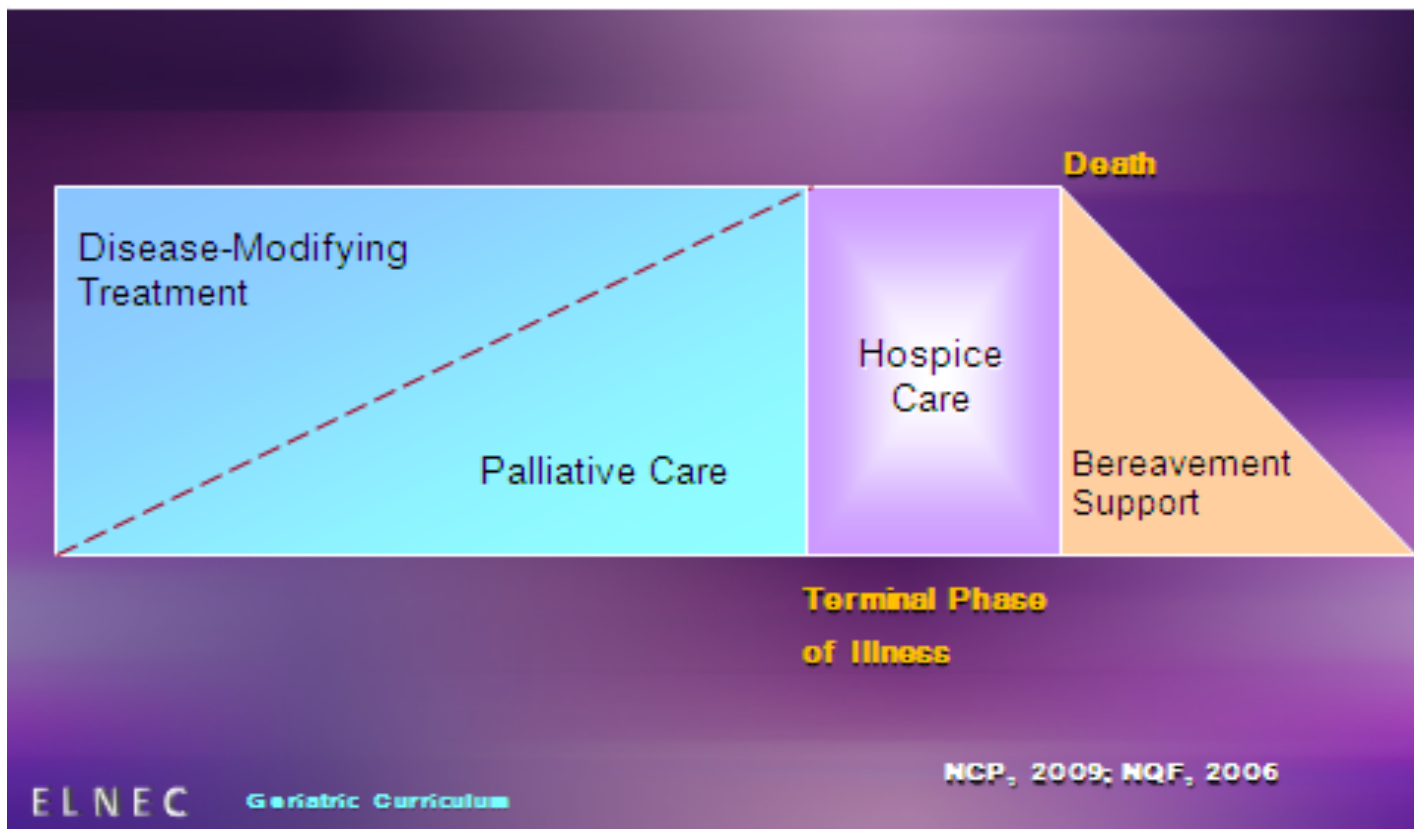 Death
Disease-Modifying
Treatment
Hospice
Care
Palliative Care
Bereavement
Support
Terminal Phase
of Illness
NCP, 2009; NQF, 2006
ELNEC Geriatric Curriculum